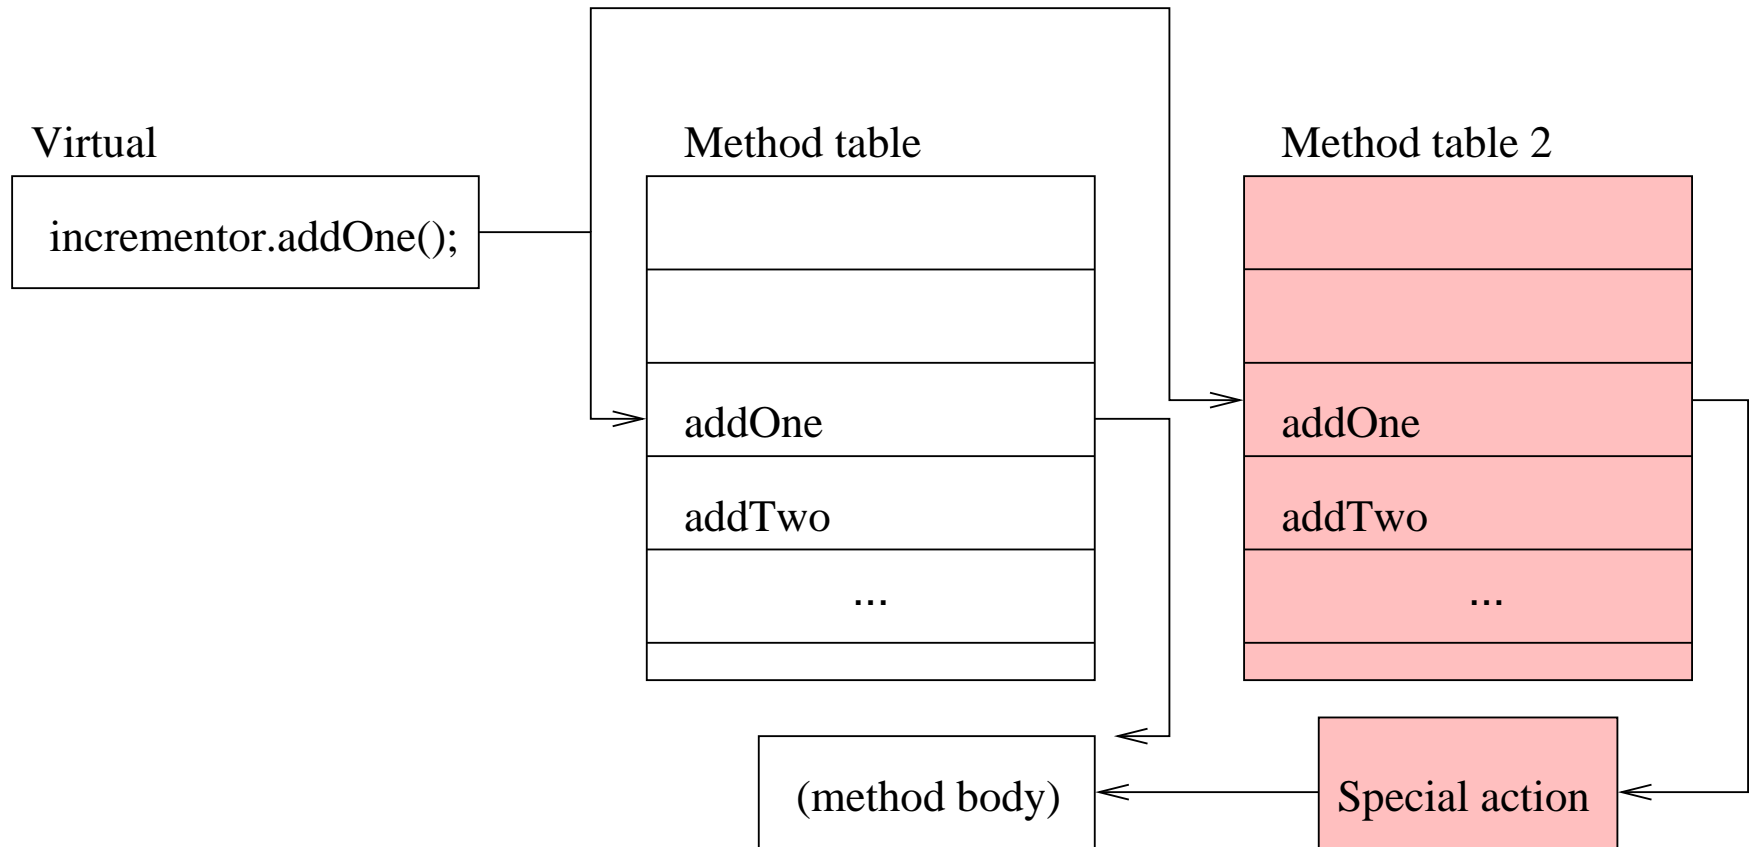 Virtual
incrementor.addOne();
Method table
addOne
addTwo
...
Method table 2
addOne
addTwo
...
(method body)
Special action